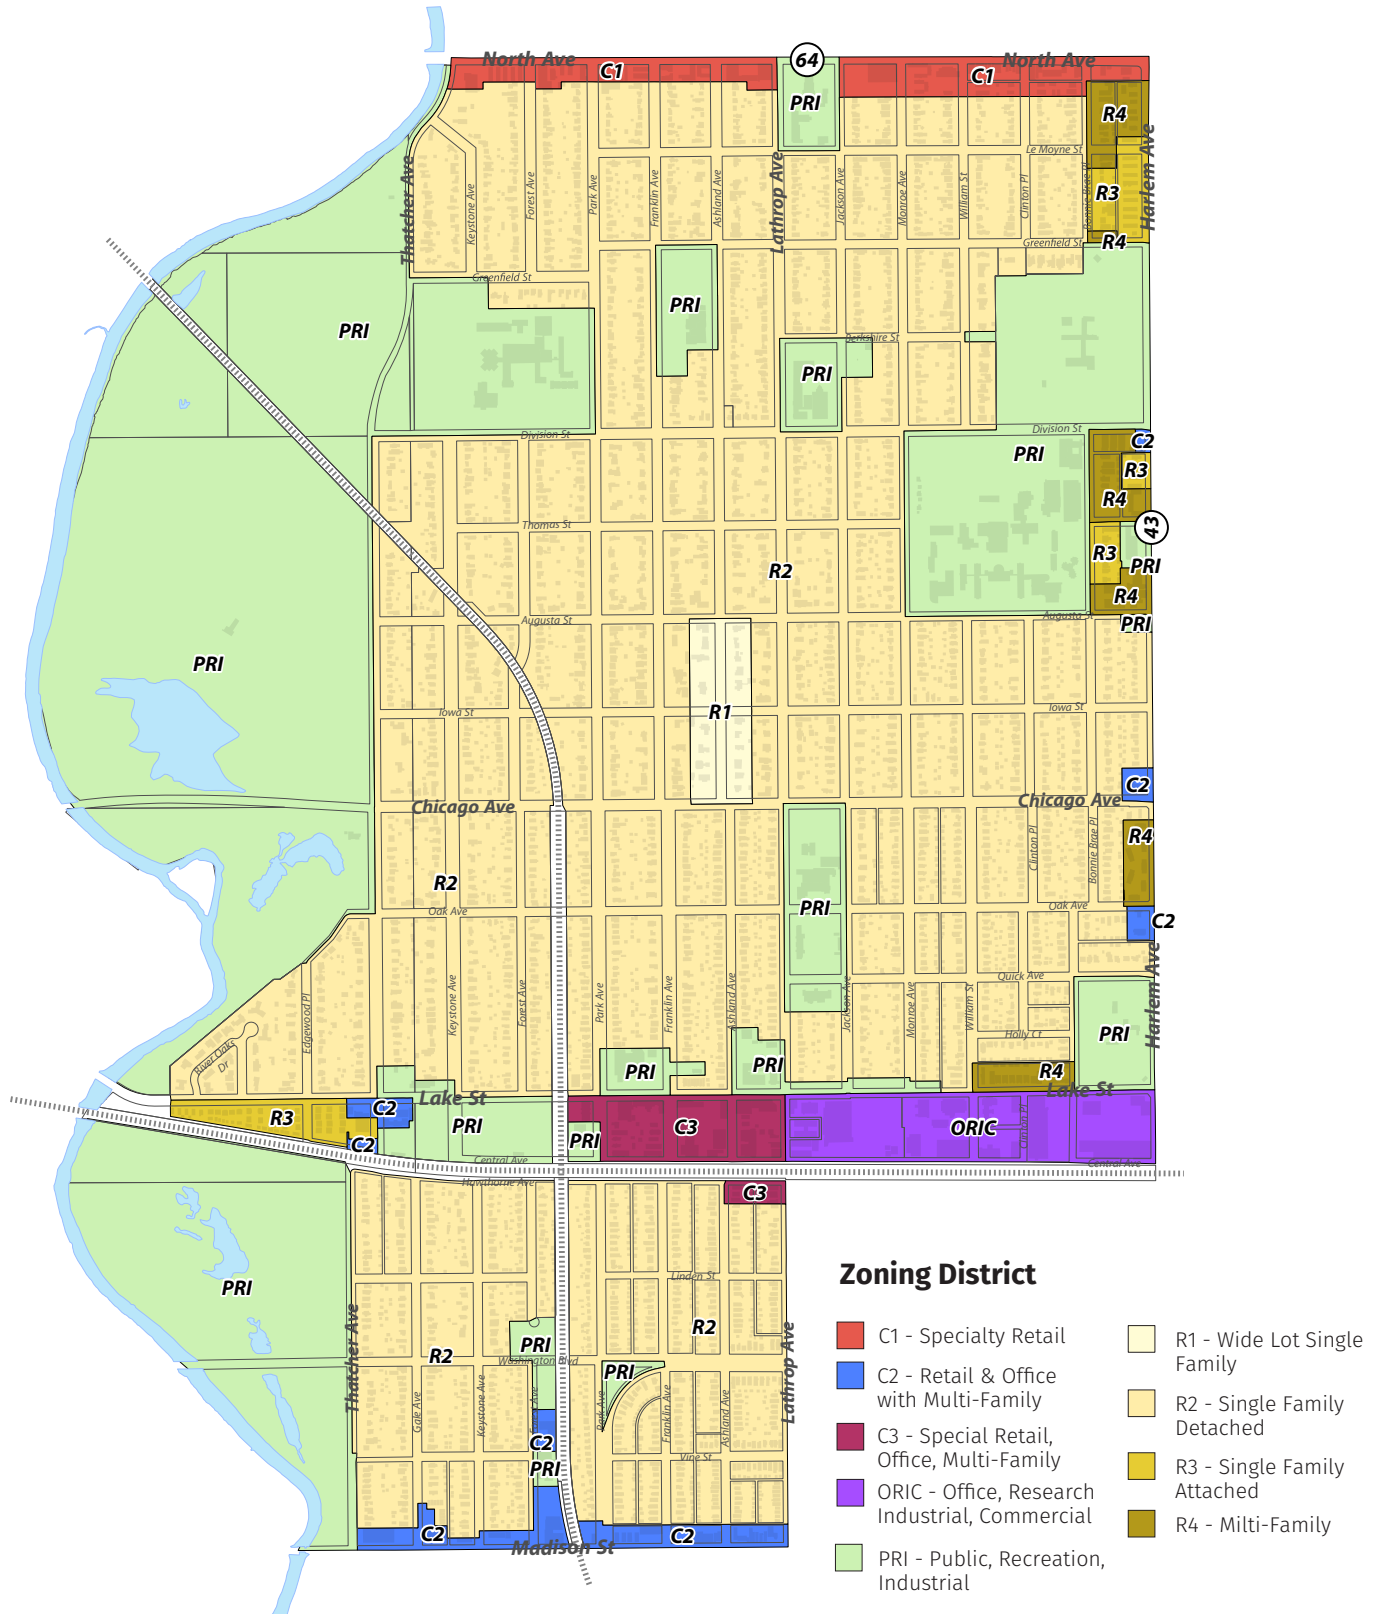 North Ave
C1
64
North Ave
C1
PRI
R4
Harlem Ave
Le Moyne St
Thatcher Ave
Keystone Ave
Forest Ave
Park Ave
Franklin Ave
Ashland Ave
Lathrop Ave
Jackson Ave
Monroe Ave
William St
Clinton Pl
Bonnie Brae Pl
R3
R4
Greenfield St
Greenfield St
PRI
PRI
Berkshire St
PRI
Division St
Division St
C2
PRI
R3
R4
43
Thomas St
R3
PRI
R2
R4
Augusta St
Augusta St
PRI
PRI
Iowa St
R1
Iowa St
C2
Chicago Ave
Chicago Ave
R4
Clinton Pl
Bonnie Brae Pl
R2
Oak Ave
PRI
Oak Ave
C2
Harlem Ave
Quick Ave
Edgewood Pl
Keystone Ave
Forest Ave
Park Ave
Franklin Ave
Ashland Ave
Jackson Ave
Monroe Ave
William St
Holly Ct
PRI
River Oaks
Dr
PRI
PRI
R4
Lake St
Lake St
R3
C2
PRI
C2
PRI
C3
ORIC
Clinton Pl
Central Ave
Central Ave
Hawthorne Ave
C3
PRI
Linden St
Thatcher Ave
R2
PRI
R2
Lathrop Ave
Washington Blvd
PRI
Gale Ave
Keystone Ave
Forest Ave
Park Ave
Franklin Ave
Ashland Ave
C2
Vine St
PRI
C2
C2
Madison St
Zoning District
C1 - Specialty Retail
C2 - Retail & Office
with Multi-Family
C3 - Special Retail,
Office, Multi-Family
ORIC - Office, Research
Industrial, Commercial
PRI - Public, Recreation,
Industrial
R1 - Wide Lot Single
Family
R2 - Single Family
Detached
R3 - Single Family
Attached
R4 - Milti-Family